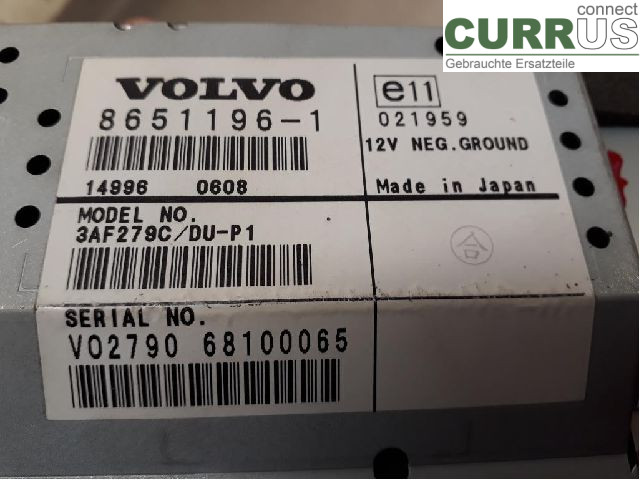 connect
CURRUS
Gebrauchte Ersatzteile
VOLVO
8651196-1
14996 0608
e11
021959
12V NEG.GROUND
Made in Japan
MODEL NO.
3AF279C/DU-P1
合
SERIAL NO.
VO2790 68100065